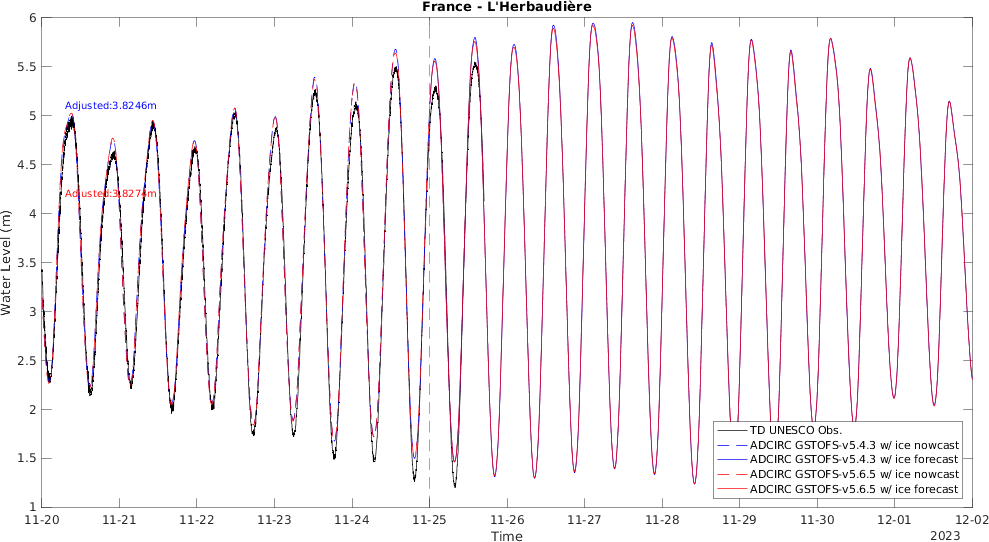 France - L'Herbaudière
6
5.5
5
4.5
4
3.5
3
2.5
2
1.5
1
Water Level (m)
Adjusted:3.8246m
Adjusted:3.8274m
TD UNESCO Obs.
ADCIRC GSTOFS-v5.4.3 w/ ice nowcast
ADCIRC GSTOFS-v5.4.3 w/ ice forecast
ADCIRC GSTOFS-v5.6.5 w/ ice nowcast
ADCIRC GSTOFS-v5.6.5 w/ ice forecast
11-20 11-21 11-22 11-23 11-24 11-25 11-26 11-27 11-28 11-29 11-30 12-01 12-02
Time
2023